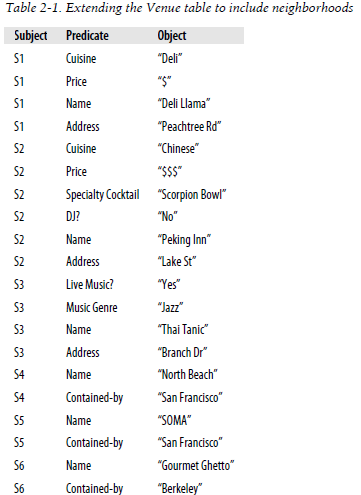 Table 2-1. Extending the Venue table to include neighborhoods
Subject Predicate Object
S1 Cuisine “Deli”
S1 Price “$”
S1 Name “Deli Llama”
S1 Address “Peachtree Rd”
S2 Cuisine “Chinese”
S2 Price “$$$”
S2 Specialty Cocktail “Scorpion Bowl”
S2 DJ? “No”
S2 Name “Peking Inn”
S2 Address “Lake St”
S3 Live Music? “Yes”
S3 Music Genre “Jazz”
S3 Name “Thai Tanic”
S3 Address “Branch Dr”
S4 Name “North Beach”
S4 Contained-by “San Francisco”
S5 Name “SOMA”
S5 Contained-by “San Francisco”
S6 Name “Gourmet Ghetto”
S6 Contained-by “Berkeley”